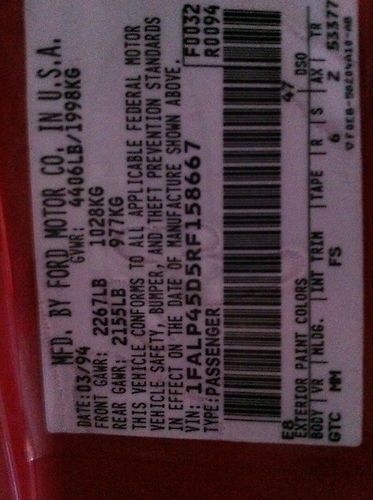 MFD. BY FORD MOTOR CO. IN U.S.A.
DATE: 03/94 GVWR: 4406LB/1998KG
FRONT GAWR: 2267LB 1028KG
REAR GAWR: 2155LB 977KG
THIS VEHICLE CONFORMS TO ALL APPLICABLE FEDERAL MOTOR
VEHICLE SAFETY, BUMPER, AND THEFT PREVENTION STANDARDS
IN EFFECT ON THE DATE OF MANUFACTURE SHOWN ABOVE.
VIN: 1FALP45D5RF158667 F0032
TYPE: PASSENGER R0094
E8 47 DSO
EXTERIOR PAINT COLORS 53377
BODY VR MLDG. INT TRIM TAPE R S AX TR
GTC MM FS 6 Z